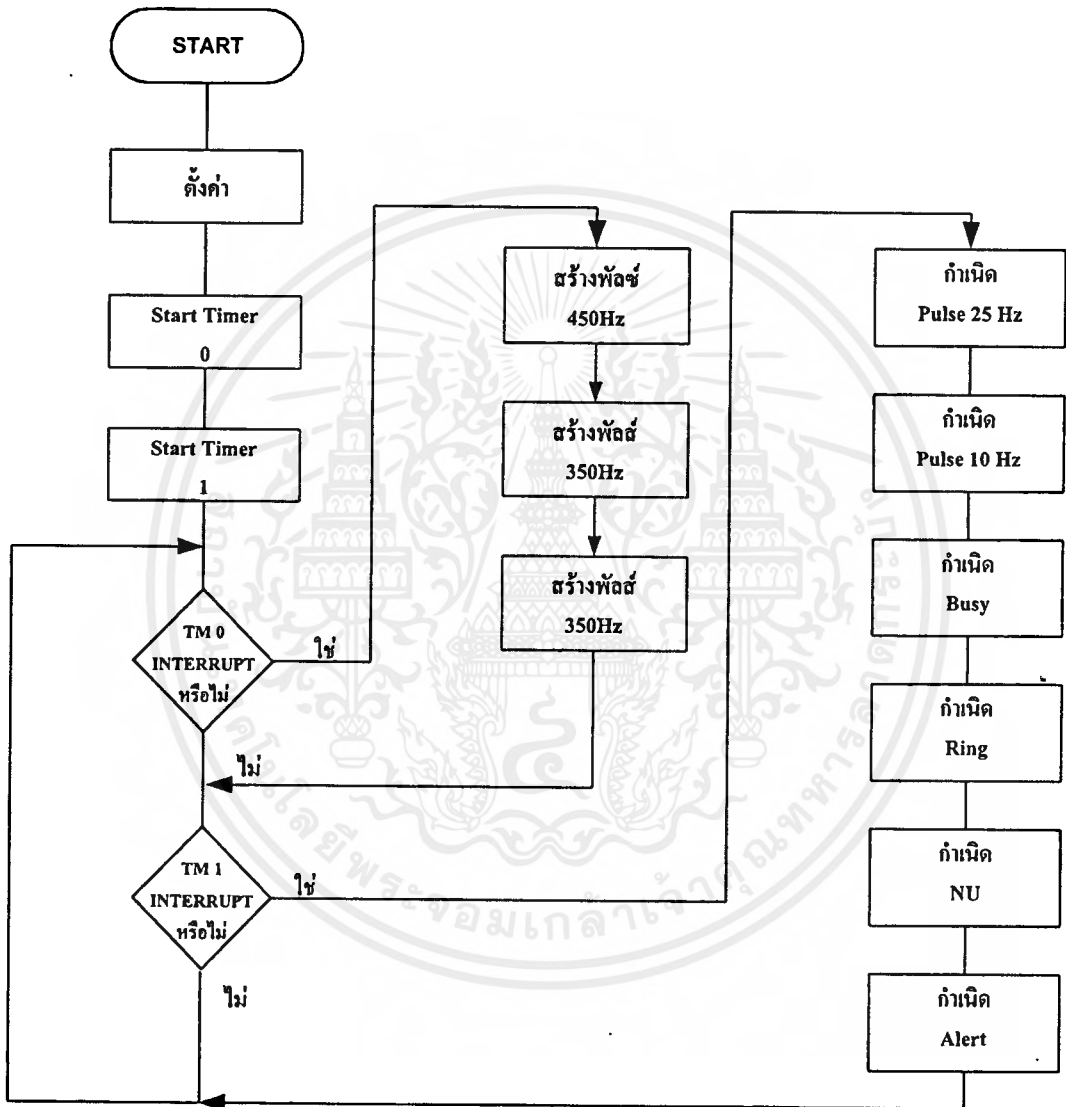 START
ตั้งค่า
Start Timer
0
Start Timer
1
TM 0
INTERRUPT
หรือไม่
ใช่
ไม่
TM 1
INTERRUPT
หรือไม่
ใช่
ไม่
สร้างพัลซ์
450Hz
สร้างพัลส์
350Hz
สร้างพัลส์
350Hz
กำเนิด
Pulse 25 Hz
กำเนิด
Pulse 10 Hz
กำเนิด
Busy
กำเนิด
Ring
กำเนิด
NU
กำเนิด
Alert